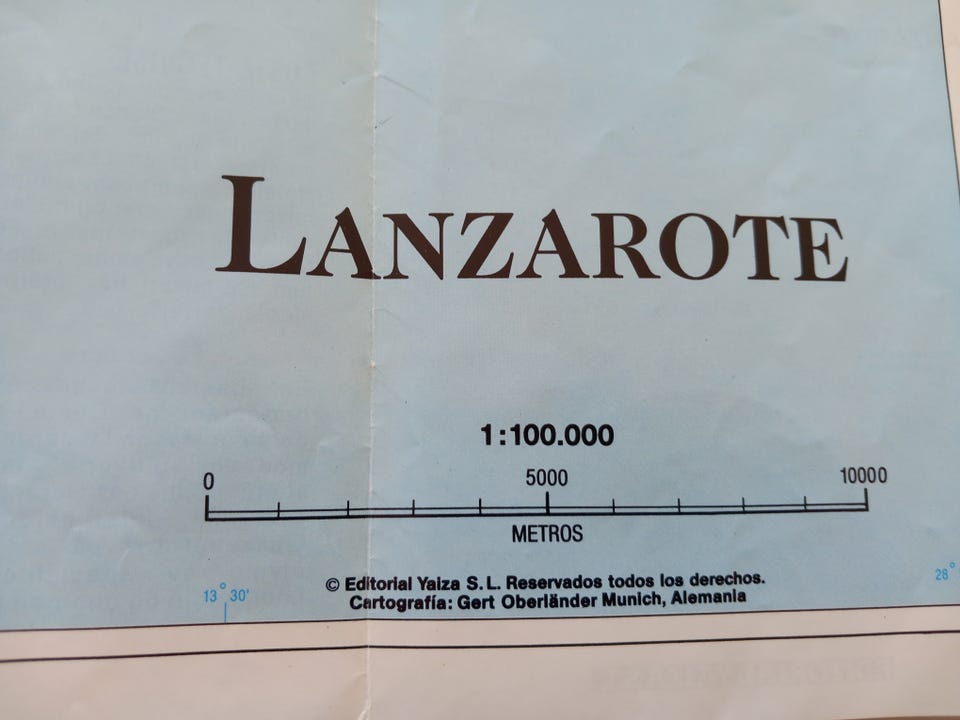 LANZAROTE
1:100.000
0 5000 10000
METROS
© Editorial Yaiza S.L. Reservados todos los derechos.
Cartografía: Gert Oberländer Munich, Alemania
13° 30'
28°